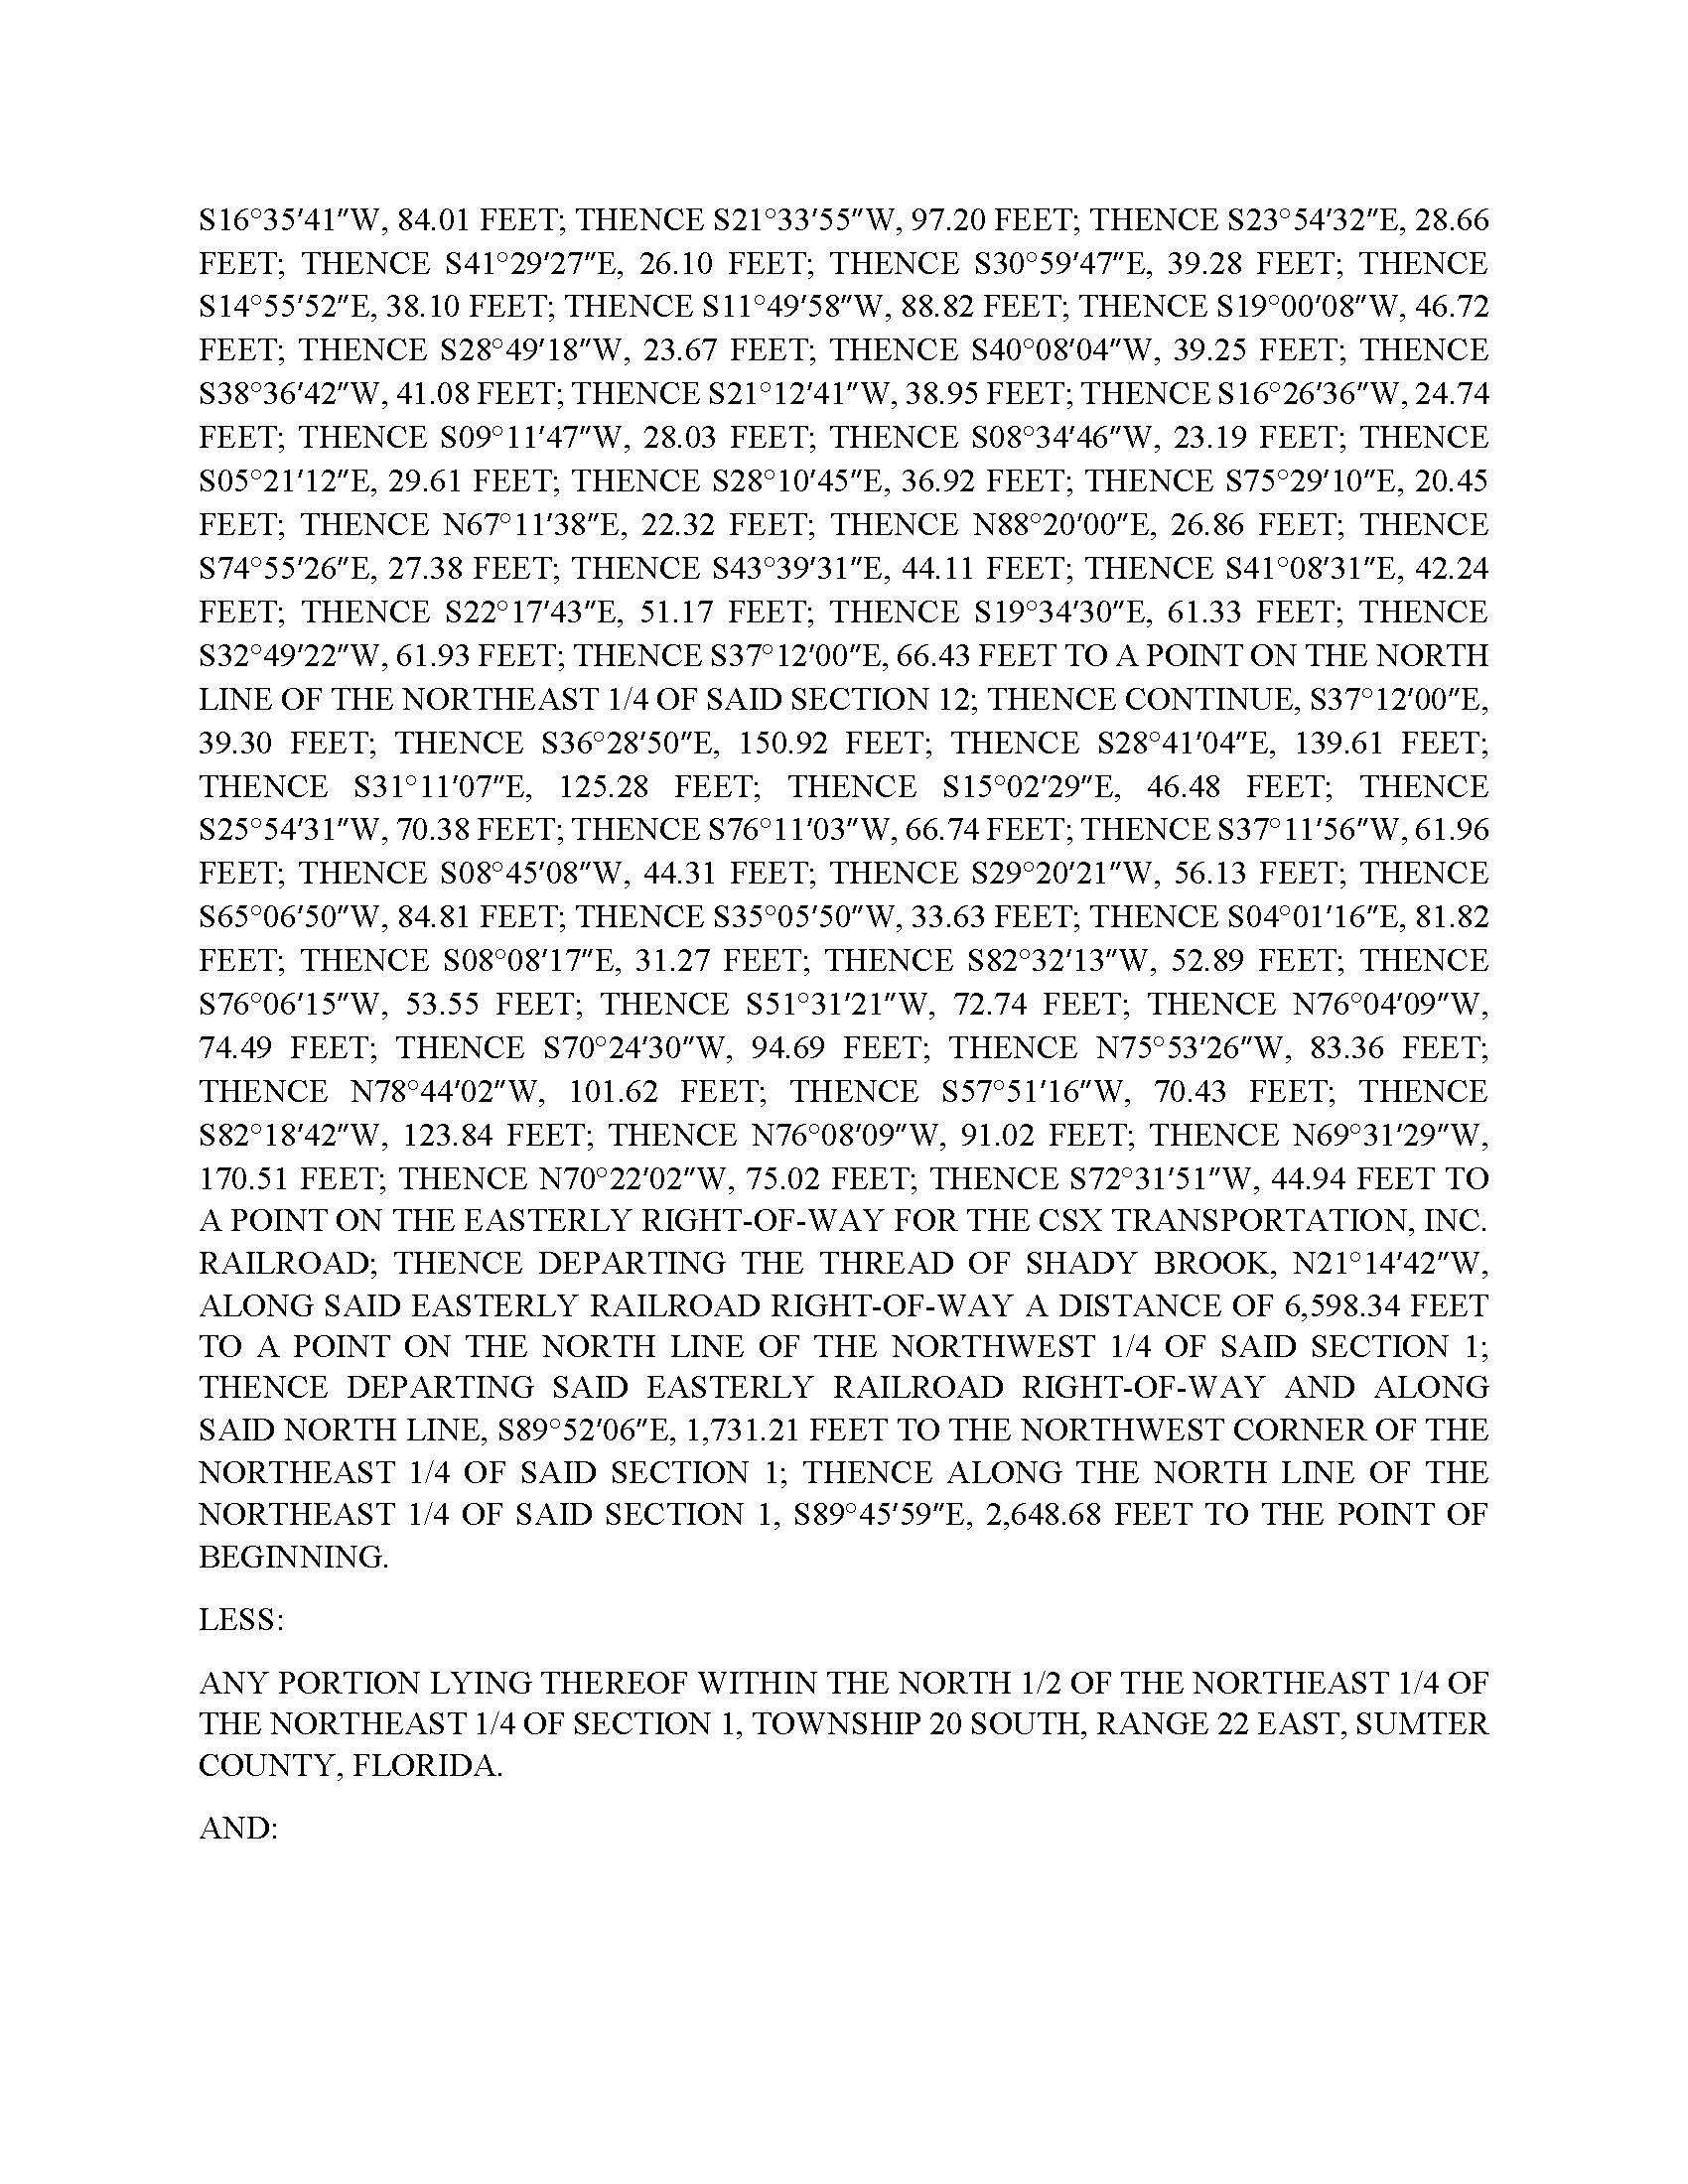 S16°35′41″W, 84.01 FEET; THENCE S21°33′55″W, 97.20 FEET; THENCE S23°54′32″E, 28.66
FEET; THENCE S41°29′27″E, 26.10 FEET; THENCE S30°59′47″E, 39.28 FEET; THENCE
S14°55′52″E, 38.10 FEET; THENCE S11°49′58″W, 88.82 FEET; THENCE S19°00′08″W, 46.72
FEET; THENCE S28°49′18″W, 23.67 FEET; THENCE S40°08′04″W, 39.25 FEET; THENCE
S38°36′42″W, 41.08 FEET; THENCE S21°12′41″W, 38.95 FEET; THENCE S16°26′36″W, 24.74
FEET; THENCE S09°11′47″W, 28.03 FEET; THENCE S08°34′46″W, 23.19 FEET; THENCE
S05°21′12″E, 29.61 FEET; THENCE S28°10′45″E, 36.92 FEET; THENCE S75°29′10″E, 20.45
FEET; THENCE N67°11′38″E, 22.32 FEET; THENCE N88°20′00″E, 26.86 FEET; THENCE
S74°55′26″E, 27.38 FEET; THENCE S43°39′31″E, 44.11 FEET; THENCE S41°08′31″E, 42.24
FEET; THENCE S22°17′43″E, 51.17 FEET; THENCE S19°34′30″E, 61.33 FEET; THENCE
S32°49′22″W, 61.93 FEET; THENCE S37°12′00″E, 66.43 FEET TO A POINT ON THE NORTH
LINE OF THE NORTHEAST 1/4 OF SAID SECTION 12; THENCE CONTINUE, S37°12′00″E,
39.30 FEET; THENCE S36°28′50″E, 150.92 FEET; THENCE S28°41′04″E, 139.61 FEET;
THENCE S31°11′07″E, 125.28 FEET; THENCE S15°02′29″E, 46.48 FEET; THENCE
S25°54′31″W, 70.38 FEET; THENCE S76°11′03″W, 66.74 FEET; THENCE S37°11′56″W, 61.96
FEET; THENCE S08°45′08″W, 44.31 FEET; THENCE S29°20′21″W, 56.13 FEET; THENCE
S65°06′50″W, 84.81 FEET; THENCE S35°05′50″W, 33.63 FEET; THENCE S04°01′16″E, 81.82
FEET; THENCE S08°08′17″E, 31.27 FEET; THENCE S82°32′13″W, 52.89 FEET; THENCE
S76°06′15″W, 53.55 FEET; THENCE S51°31′21″W, 72.74 FEET; THENCE N76°04′09″W,
74.49 FEET; THENCE S70°24′30″W, 94.69 FEET; THENCE N75°53′26″W, 83.36 FEET;
THENCE N78°44′02″W, 101.62 FEET; THENCE S57°51′16″W, 70.43 FEET; THENCE
S82°18′42″W, 123.84 FEET; THENCE N76°08′09″W, 91.02 FEET; THENCE N69°31′29″W,
170.51 FEET; THENCE N70°22′02″W, 75.02 FEET; THENCE S72°31′51″W, 44.94 FEET TO
A POINT ON THE EASTERLY RIGHT-OF-WAY FOR THE CSX TRANSPORTATION, INC.
RAILROAD; THENCE DEPARTING THE THREAD OF SHADY BROOK, N21°14′42″W,
ALONG SAID EASTERLY RAILROAD RIGHT-OF-WAY A DISTANCE OF 6,598.34 FEET
TO A POINT ON THE NORTH LINE OF THE NORTHWEST 1/4 OF SAID SECTION 1;
THENCE DEPARTING SAID EASTERLY RAILROAD RIGHT-OF-WAY AND ALONG
SAID NORTH LINE, S89°52′06″E, 1,731.21 FEET TO THE NORTHWEST CORNER OF THE
NORTHEAST 1/4 OF SAID SECTION 1; THENCE ALONG THE NORTH LINE OF THE
NORTHEAST 1/4 OF SAID SECTION 1, S89°45′59″E, 2,648.68 FEET TO THE POINT OF
BEGINNING.
LESS:
ANY PORTION LYING THEREOF WITHIN THE NORTH 1/2 OF THE NORTHEAST 1/4 OF
THE NORTHEAST 1/4 OF SECTION 1, TOWNSHIP 20 SOUTH, RANGE 22 EAST, SUMTER
COUNTY, FLORIDA.
AND: